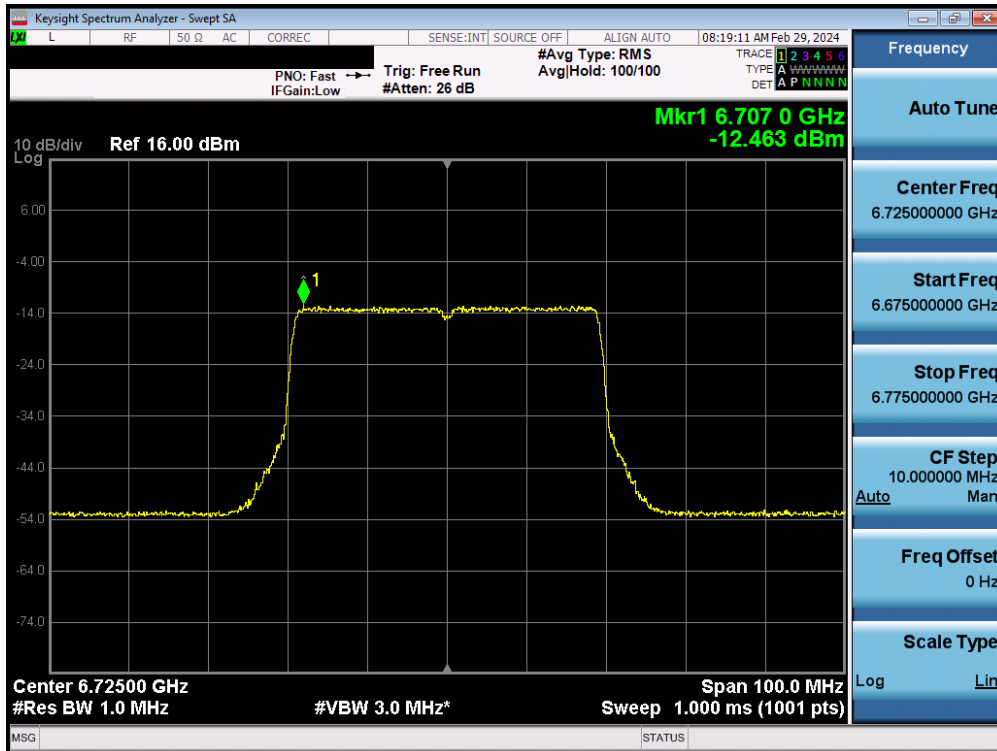 Keysight Spectrum Analyzer - Swept SA
LXI L RF 50 Ω AC CORREC SENSE:INT SOURCE OFF ALIGN AUTO 08:19:11 AM Feb 29, 2024
Frequency
PNO: Fast
IFGain:Low
Trig: Free Run
#Atten: 26 dB
#Avg Type: RMS
Avg|Hold: 100/100
TRACE 1 2 3 4 5 6
TYPE A WWWWW
DET A P N N N N
Mkr1 6.707 0 GHz
-12.463 dBm
10 dB/div Ref 16.00 dBm
Log
6.00
-4.00
-14.0
-24.0
-34.0
-44.0
-54.0
-64.0
-74.0
1
Center 6.72500 GHz Span 100.0 MHz
#Res BW 1.0 MHz #VBW 3.0 MHz* Sweep 1.000 ms (1001 pts)
MSG STATUS
Auto Tune
Center Freq
6.725000000 GHz
Start Freq
6.675000000 GHz
Stop Freq
6.775000000 GHz
CF Step
10.000000 MHz
Auto Man
Freq Offset
0 Hz
Scale Type
Log Lin